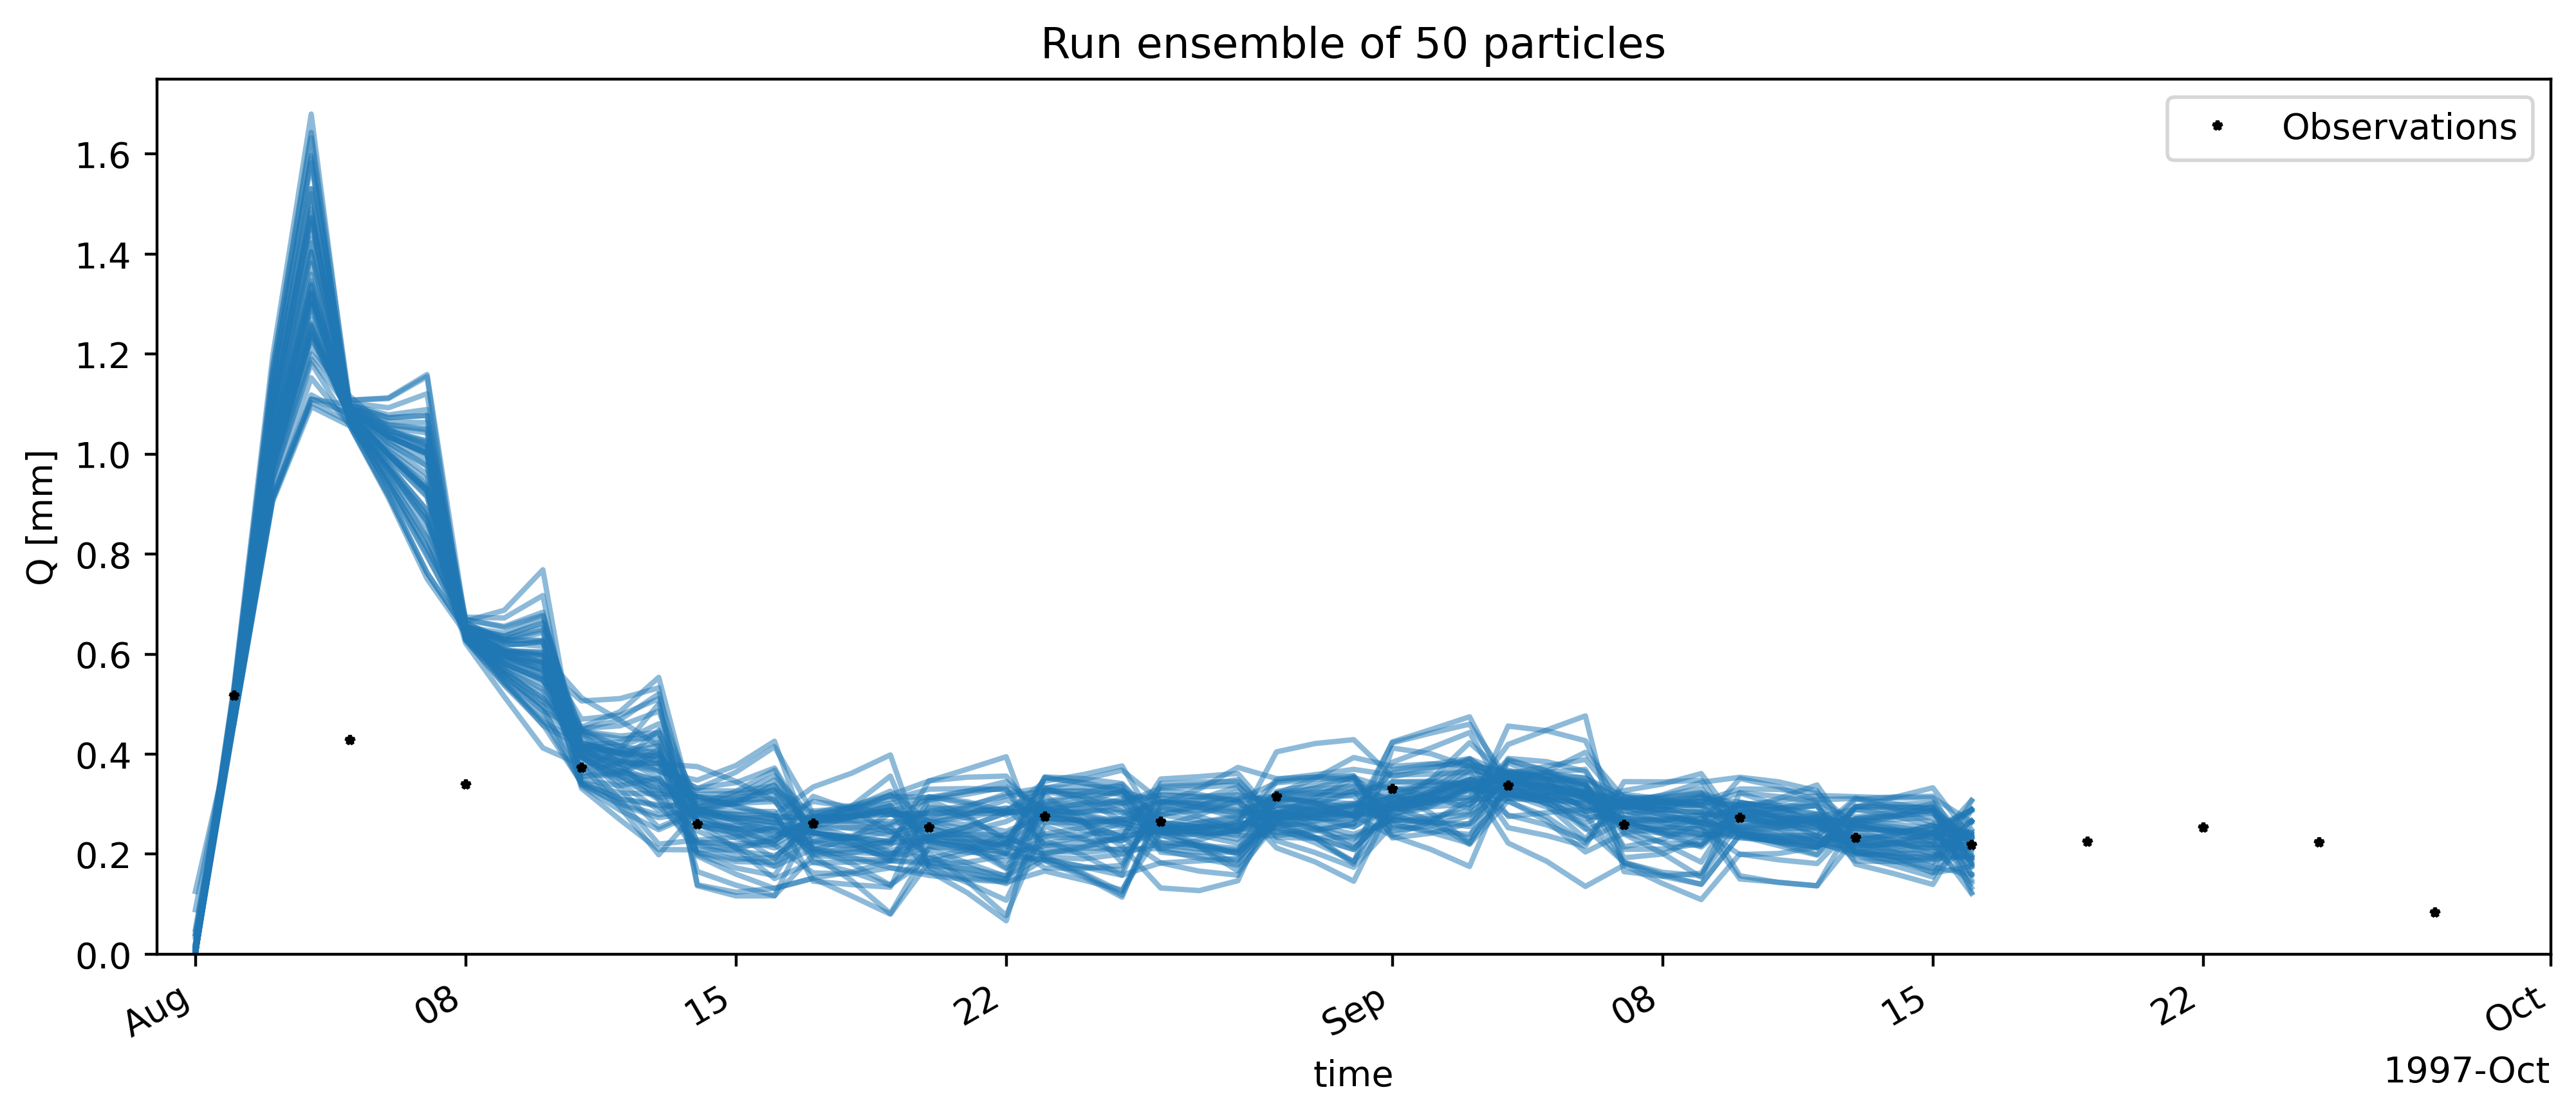 Run ensemble of 50 particles
Observations
Q [mm]
1.6
1.4
1.2
1.0
0.8
0.6
0.4
0.2
0.0
Aug 08 15 22 Sep 08 15 22 Oct
time
1997-Oct